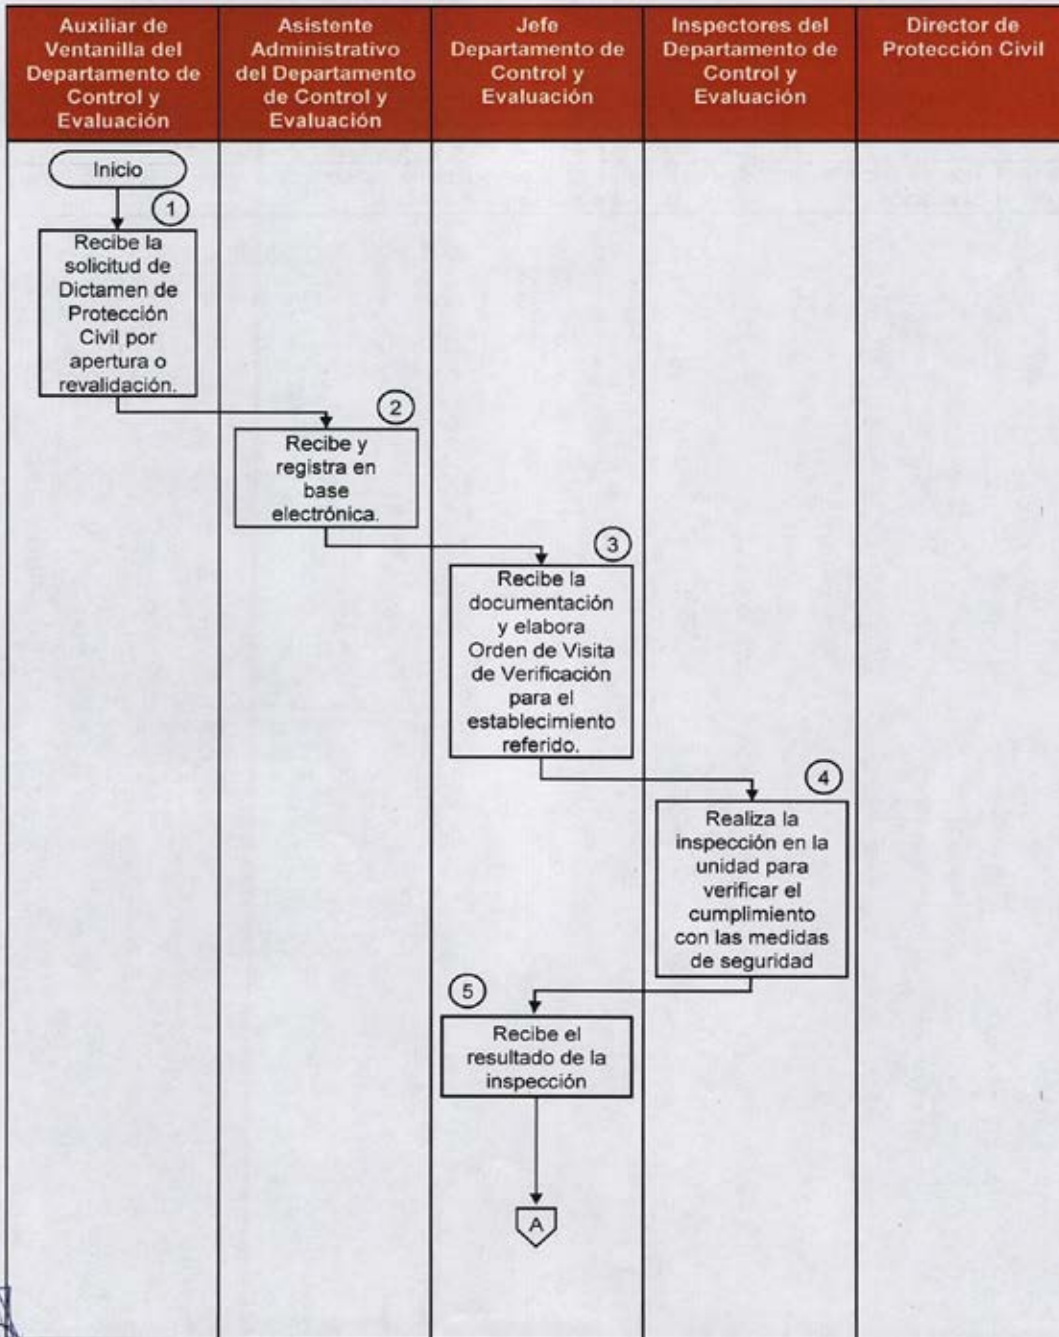 Auxiliar de
Ventanilla del
Departamento de
Control y
Evaluación
Asistente
Administrativo
del Departamento
de Control y
Evaluación
Jefe
Departamento de
Control y
Evaluación
Inspectores del
Departamento de
Control y
Evaluación
Director de
Protección Civil
Inicio
1
Recibe la
solicitud de
Dictamen de
Protección
Civil por
apertura o
revalidación.
2
Recibe y
registra en
base
electrónica.
3
Recibe la
documentación
y elabora
Orden de Visita
de Verificación
para el
establecimiento
referido.
4
Realiza la
inspección en la
unidad para
verificar el
cumplimiento
con las medidas
de seguridad
5
Recibe el
resultado de la
inspección
A